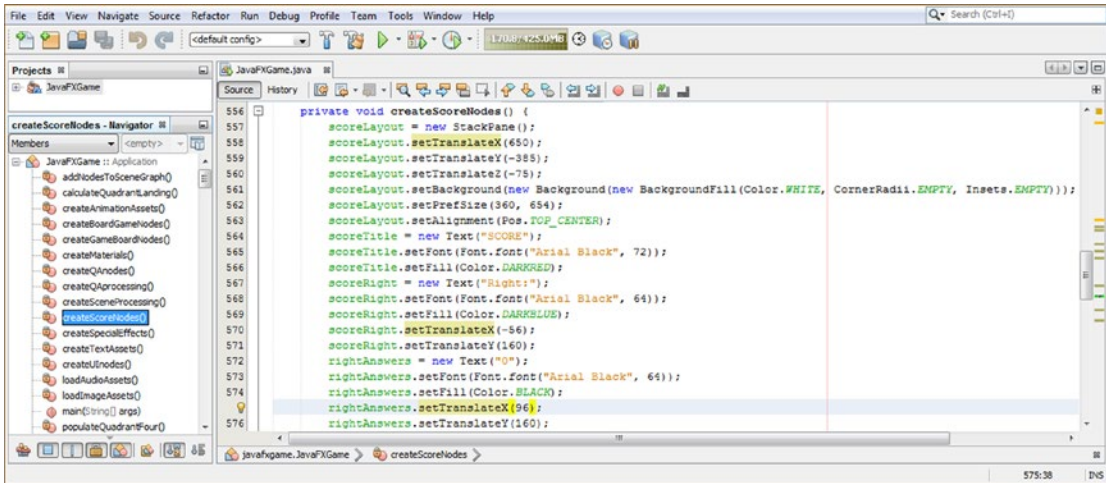 File Edit View Navigate Source Refactor Run Debug Profile Team Tools Window Help
Search (Ctrl+I)
<default config>
170.8/425.0MB
Projects
JavaFXGame
JavaFXGame.java
Source History
createScoreNodes - Navigator
Members
<empty>
JavaFXGame :: Application
addNodesToSceneGraph()
calculateQuadrantLanding()
createAnimationAssets()
createBoardGameNodes()
createGameBoardNodes()
createMaterials()
createQAnodes()
createQAprocessing()
createSceneProcessing()
createScoreNodes()
createSpecialEffects()
createTextAssets()
createUInodes()
loadAudioAssets()
loadImageAssets()
main(String[] args)
populateQuadrantFour()
556 private void createScoreNodes() {
557 scoreLayout = new StackPane();
558 scoreLayout.setTranslateX(650);
559 scoreLayout.setTranslateY(-385);
560 scoreLayout.setTranslateZ(-75);
561 scoreLayout.setBackground(new Background(new BackgroundFill(Color.WHITE, CornerRadii.EMPTY, Insets.EMPTY)));
562 scoreLayout.setPrefSize(360, 654);
563 scoreLayout.setAlignment(Pos.TOP_CENTER);
564 scoreTitle = new Text("SCORE");
565 scoreTitle.setFont(Font.font("Arial Black", 72));
566 scoreTitle.setFill(Color.DARKRED);
567 scoreRight = new Text("Right:");
568 scoreRight.setFont(Font.font("Arial Black", 64));
569 scoreRight.setFill(Color.DARKBLUE);
570 scoreRight.setTranslateX(-56);
571 scoreRight.setTranslateY(160);
572 rightAnswers = new Text("0");
573 rightAnswers.setFont(Font.font("Arial Black", 64));
574 rightAnswers.setFill(Color.BLACK);
rightAnswers.setTranslateX(96);
576 rightAnswers.setTranslateY(160);
javafxgame.JavaFXGame
createScoreNodes
575:38
INS